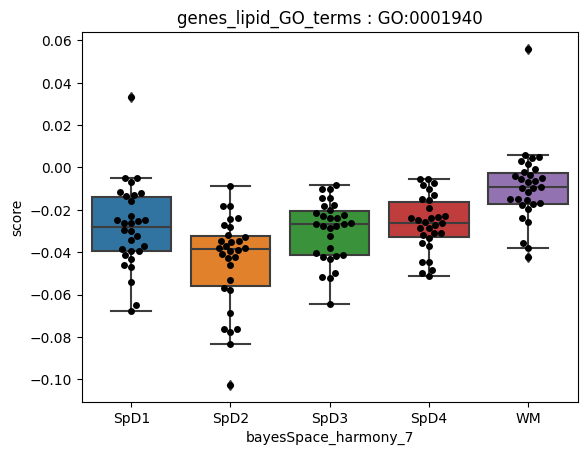 genes_lipid_GO_terms : GO:0001940
0.06
0.04
0.02
0.00
−0.02
−0.04
−0.06
−0.08
−0.10
score
SpD1 SpD2 SpD3 SpD4 WM
bayesSpace_harmony_7